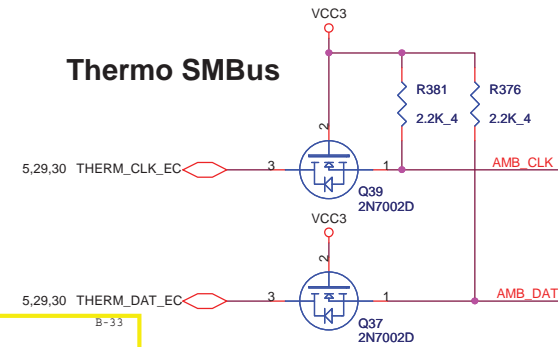 VCC3
Thermo SMBus
R381
R376
2.2K_4
2.2K_4
2
5,29,30 THERM_CLK_EC
3
1
AMB_CLK
Q39
2N7002D
VCC3
2
5,29,30 THERM_DAT_EC
3
1
AMB_DAT
B-33
Q37
2N7002D